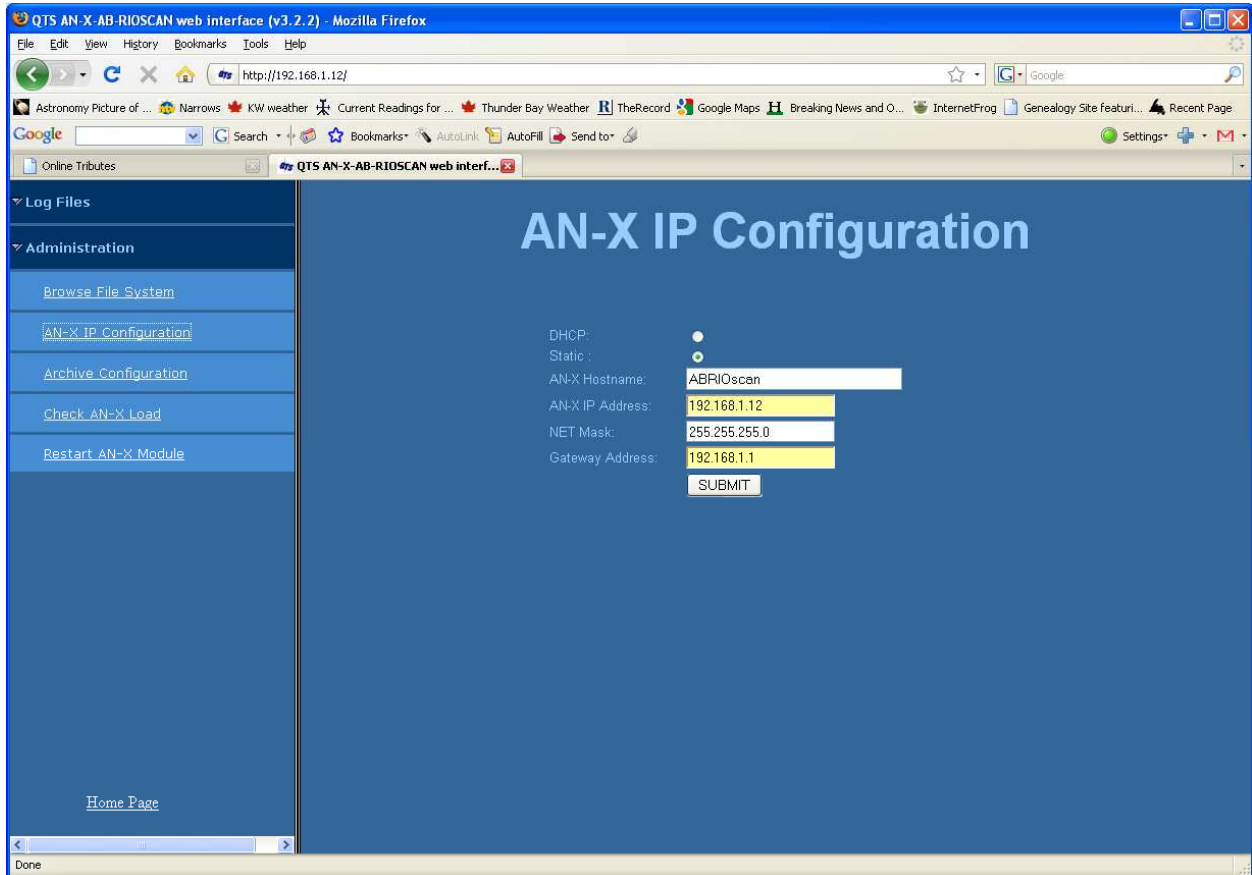 QTS AN-X-AB-RIOSCAN web interface (v3.2.2) - Mozilla Firefox
File Edit View History Bookmarks Tools Help
http://192.168.1.12/
Google
Astronomy Picture of ... Narrows KW weather Current Readings for ... Thunder Bay Weather TheRecord Google Maps Breaking News and O... InternetFrog Genealogy Site featuri... Recent Page
Google Search Bookmarks AutoLink AutoFill Send to Settings
Online Tributes QTS AN-X-AB-RIOSCAN web interf...
Log Files
Administration
Browse File System
AN-X IP Configuration
Archive Configuration
Check AN-X Load
Restart AN-X Module
Home Page
AN-X IP Configuration
DHCP:
Static :
AN-X Hostname: ABRIOscan
AN-X IP Address: 192.168.1.12
NET Mask: 255.255.255.0
Gateway Address: 192.168.1.1
SUBMIT
Done